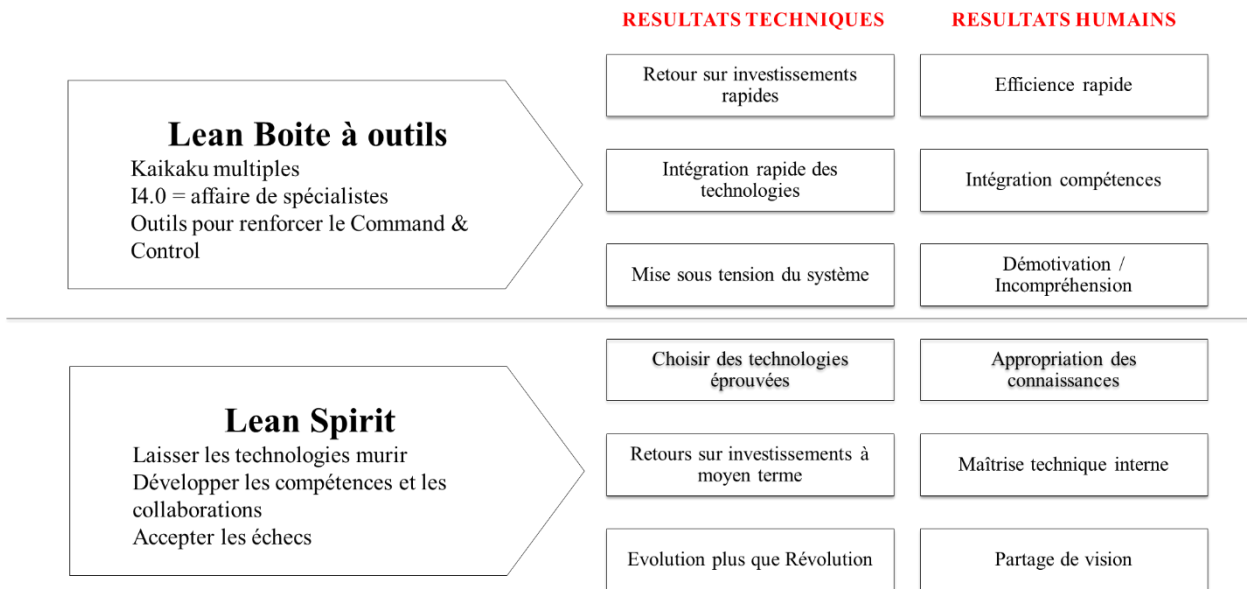 RESULTATS TECHNIQUES
RESULTATS HUMAINS
Lean Boite à outils
Kaikaku multiples
I4.0 = affaire de spécialistes
Outils pour renforcer le Command &
Control
Retour sur investissements
rapides
Efficience rapide
Intégration rapide des
technologies
Intégration compétences
Mise sous tension du système
Démotivation /
Incompréhension
Lean Spirit
Laisser les technologies murir
Développer les compétences et les
collaborations
Accepter les échecs
Choisir des technologies
éprouvées
Appropriation des
connaissances
Retours sur investissements à
moyen terme
Maîtrise technique interne
Evolution plus que Révolution
Partage de vision